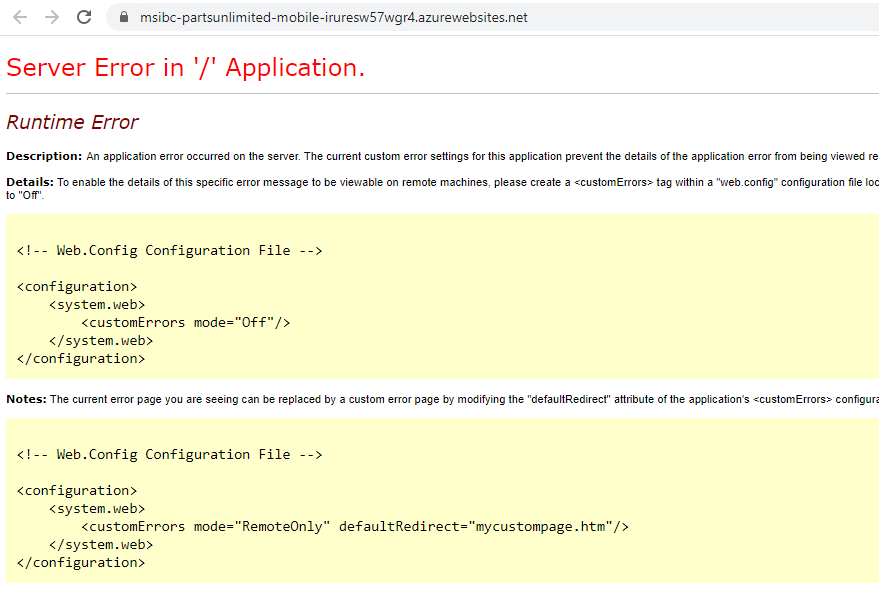 msibc-partsunlimited-mobile-iruresw57wgr4.azurewebsites.net
Server Error in '/' Application.
Runtime Error
Description: An application error occurred on the server. The current custom error settings for this application prevent the details of the application error from being viewed re
Details: To enable the details of this specific error message to be viewable on remote machines, please create a <customErrors> tag within a "web.config" configuration file loc
to "Off".
<!-- Web.Config Configuration File -->
<configuration>
    <system.web>
        <customErrors mode="Off"/>
    </system.web>
</configuration>
Notes: The current error page you are seeing can be replaced by a custom error page by modifying the "defaultRedirect" attribute of the application's <customErrors> configura
<!-- Web.Config Configuration File -->
<configuration>
    <system.web>
        <customErrors mode="RemoteOnly" defaultRedirect="mycustompage.htm"/>
    </system.web>
</configuration>